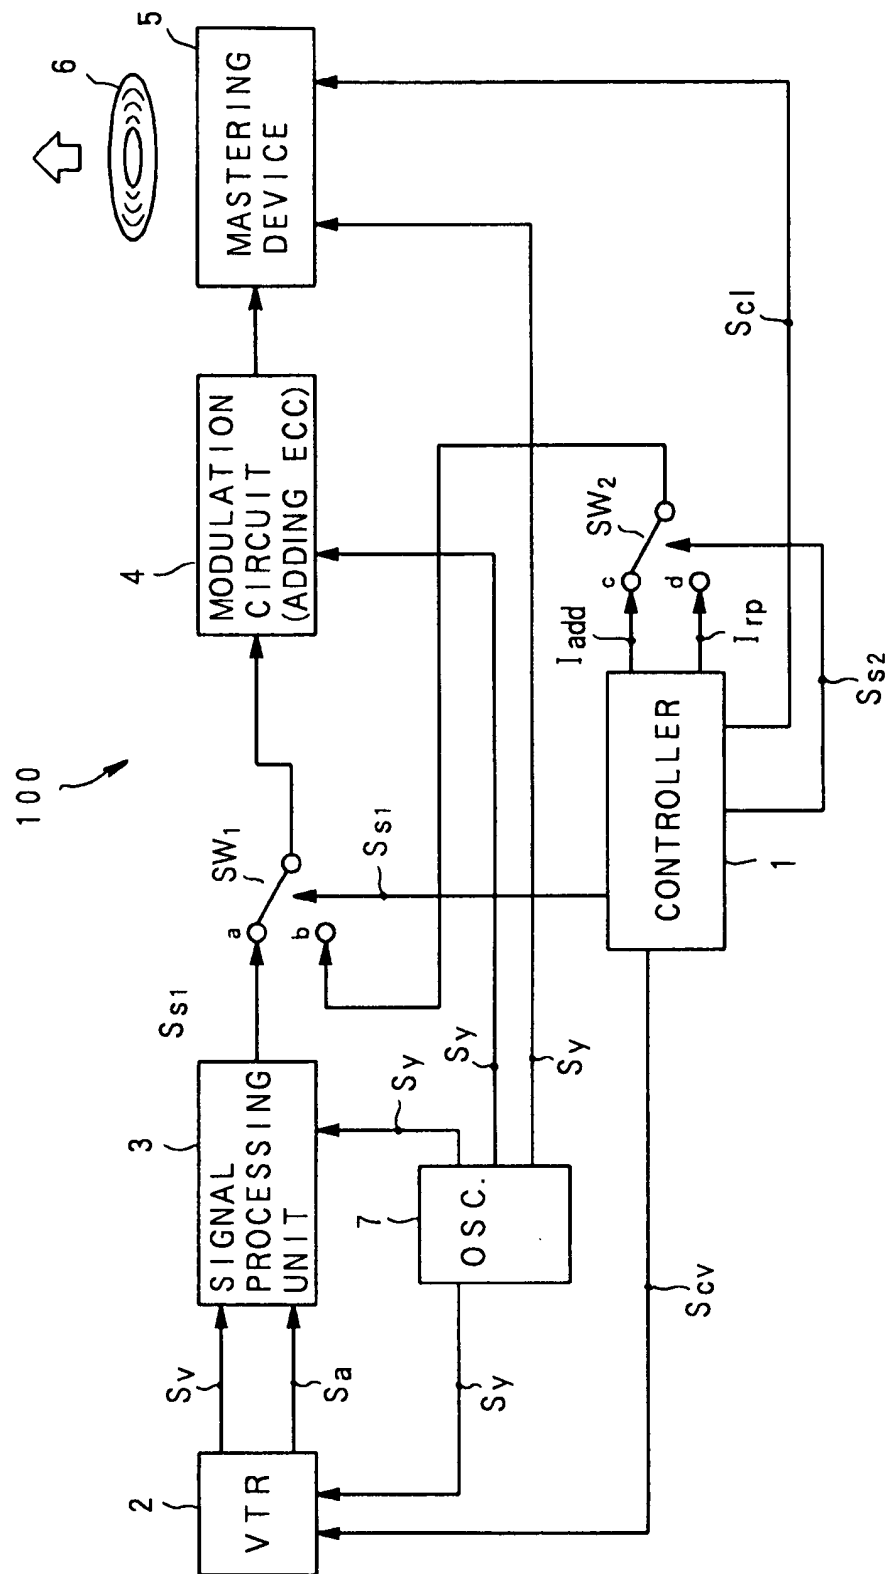 100
2
VTR
Sv
Sa
3
SIGNAL
PROCESSING
UNIT
Ss1
a
SW1
b
Ss1
4
MODULATION
CIRCUIT
(ADDING ECC)
5
MASTERING
DEVICE
6
7
OSC.
Sy
Sy
Sy
Sy
Scv
1
CONTROLLER
Iadd
Irp
c
d
SW2
Ss2
Scl